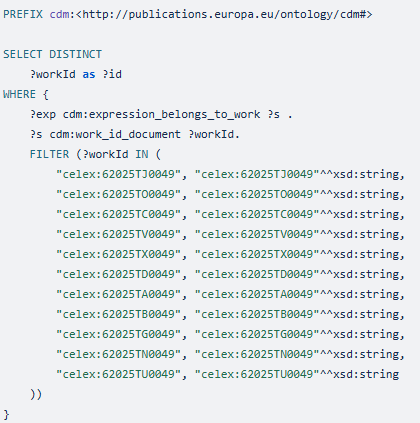 PREFIX cdm:<http://publications.europa.eu/ontology/cdm#>
SELECT DISTINCT
?workId as ?id
WHERE {
?exp cdm:expression_belongs_to_work ?s .
?s cdm:work_id_document ?workId.
FILTER (?workId IN (
"celex:62025TJ0049", "celex:62025TJ0049"^^xsd:string,
"celex:62025TO0049", "celex:62025TO0049"^^xsd:string,
"celex:62025TC0049", "celex:62025TC0049"^^xsd:string,
"celex:62025TV0049", "celex:62025TV0049"^^xsd:string,
"celex:62025TX0049", "celex:62025TX0049"^^xsd:string,
"celex:62025TD0049", "celex:62025TD0049"^^xsd:string,
"celex:62025TA0049", "celex:62025TA0049"^^xsd:string,
"celex:62025TB0049", "celex:62025TB0049"^^xsd:string,
"celex:62025TG0049", "celex:62025TG0049"^^xsd:string,
"celex:62025TN0049", "celex:62025TN0049"^^xsd:string,
"celex:62025TU0049", "celex:62025TU0049"^^xsd:string
))
}